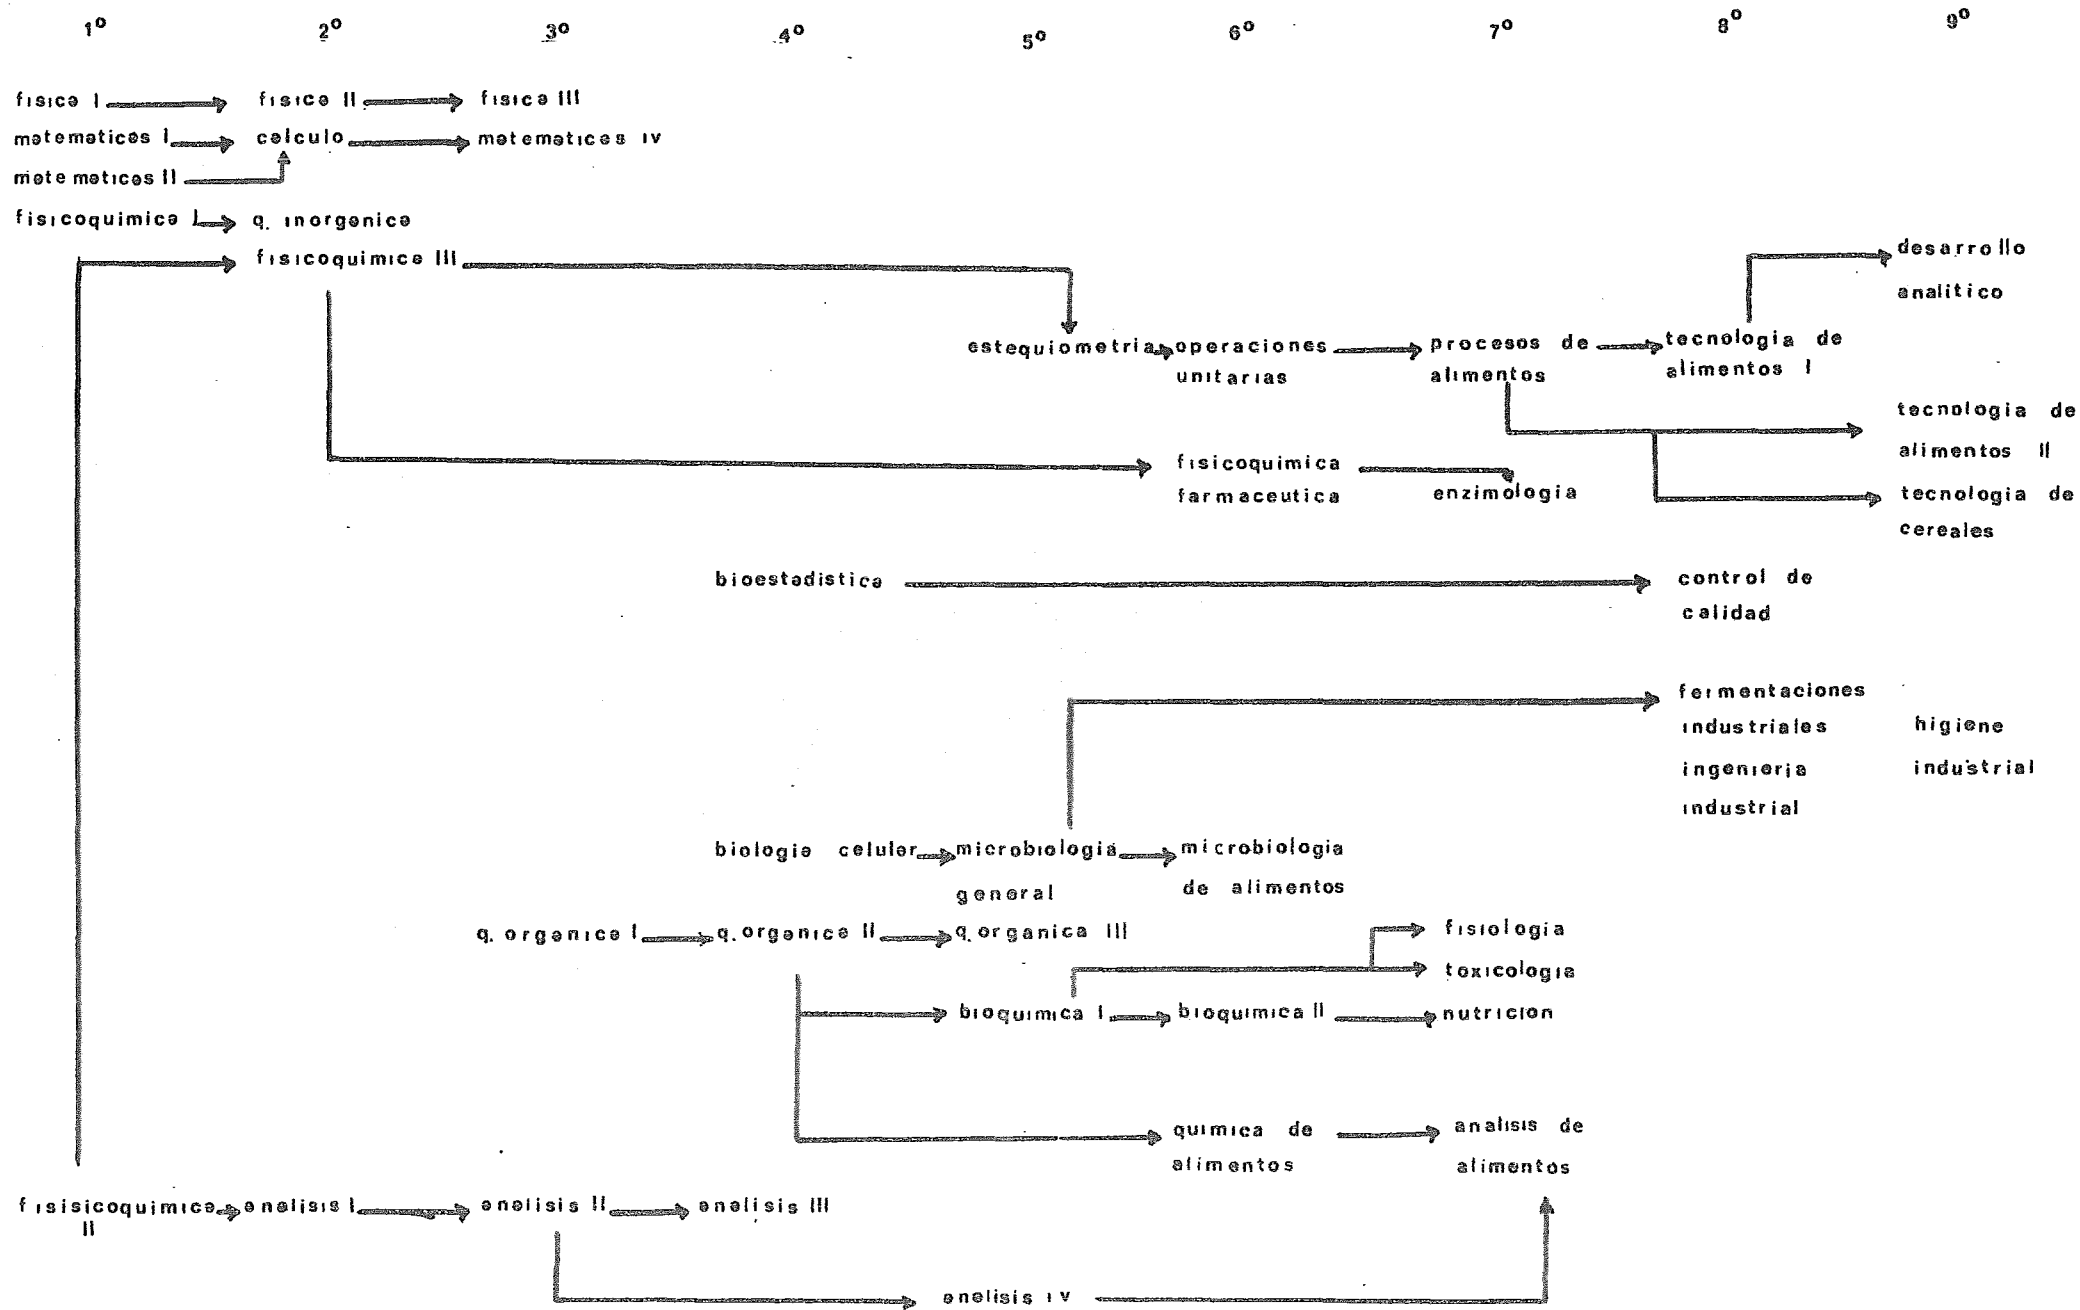 1º 2º 3º 4º 5º 6º 7º 8º 9º
fisica I fisica II fisica III
matematicas I calculo matematicas IV
matematicas II
fisicoquimica I q. inorganica
fisicoquimica III
desarrollo
analitico
estequiometria operaciones procesos de tecnologia de
unitarias alimentos alimentos I
tecnologia de
alimentos II
fisicoquimica
farmaceutica enzimologia tecnologia de
cereales
bioestadistica control de
calidad
fermentaciones
industriales higiene
ingenieria industrial
industrial
biologia celular microbiologia microbiologia
general de alimentos
q. organica I q. organica II q. organica III fisiologia
toxicologia
bioquimica I bioquimica II nutricion
quimica de analisis de
alimentos alimentos
fisisicoquimica analisis I analisis II analisis III
II
analisis IV